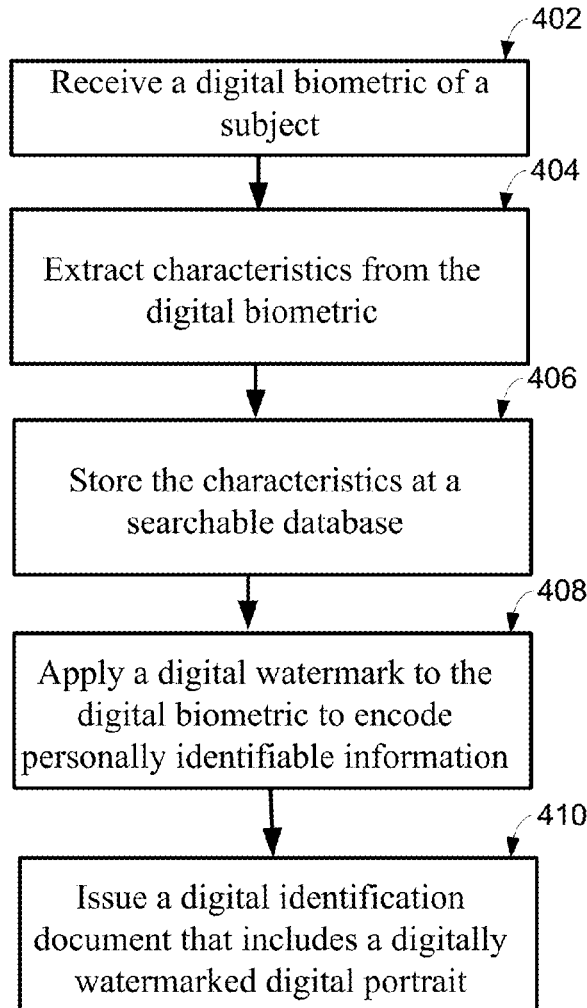 402
Receive a digital biometric of a
subject
404
Extract characteristics from the
digital biometric
406
Store the characteristics at a
searchable database
408
Apply a digital watermark to the
digital biometric to encode
personally identifiable information
410
Issue a digital identification
document that includes a digitally
watermarked digital portrait